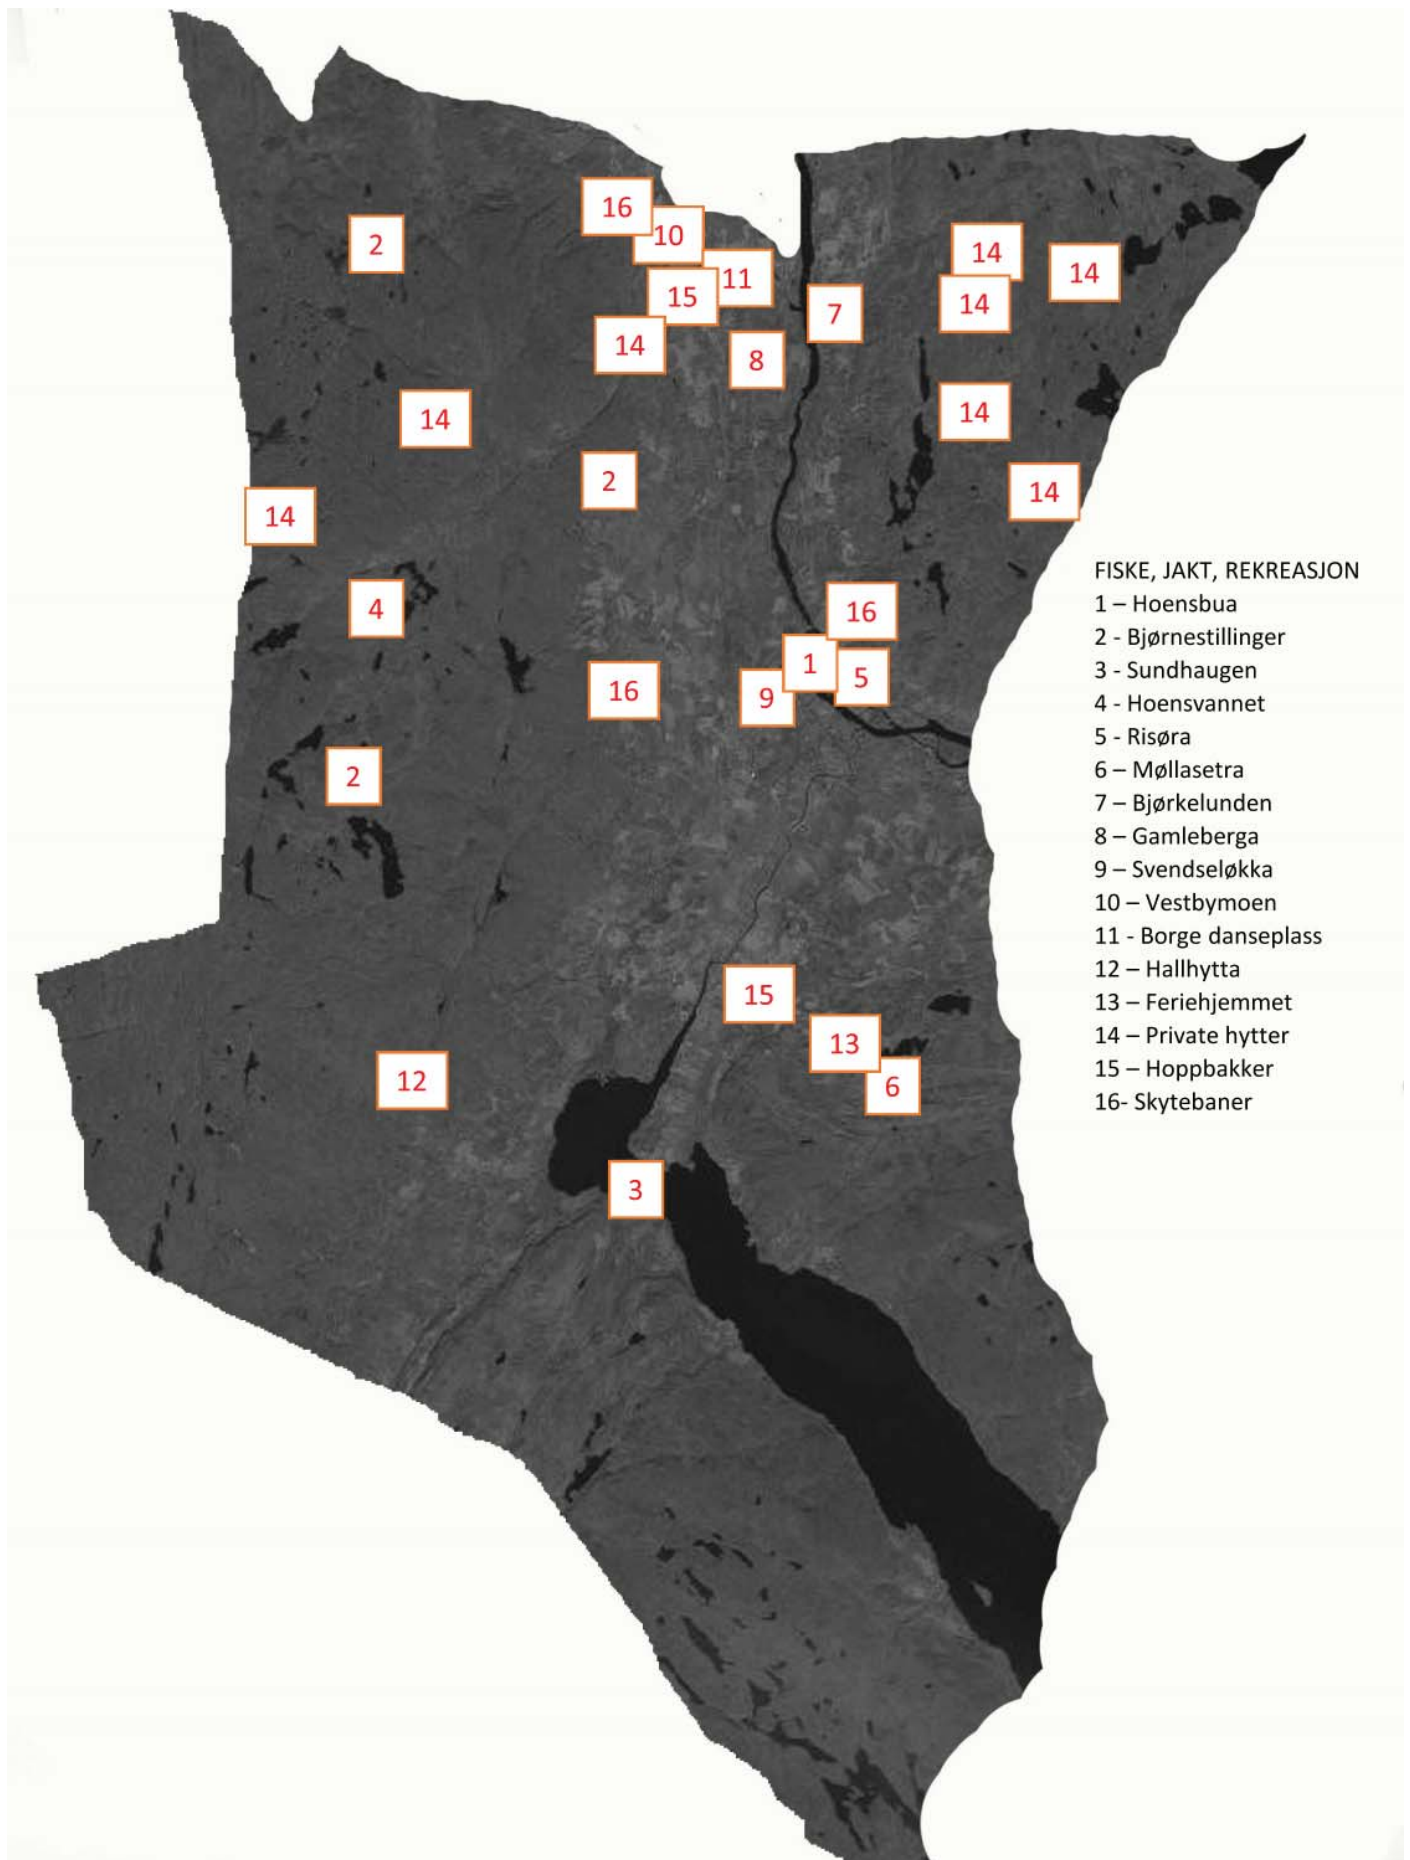 16
10
2
11
14
14
15
7
14
14
8
14
14
2
14
14
FISKE, JAKT, REKREASJON
1 – Hoensbua
2 - Bjørnestillinger
3 - Sundhaugen
4 - Hoensvannet
5 - Risøra
6 – Møllasetra
7 – Bjørkelunden
8 – Gamleberga
9 – Svendseløkka
10 – Vestbymoen
11 - Borge danseplass
12 – Hallhytta
13 – Feriehjemmet
14 – Private hytter
15 – Hoppbakker
16- Skytebaner
4
16
1
5
16
9
2
15
13
12
6
3